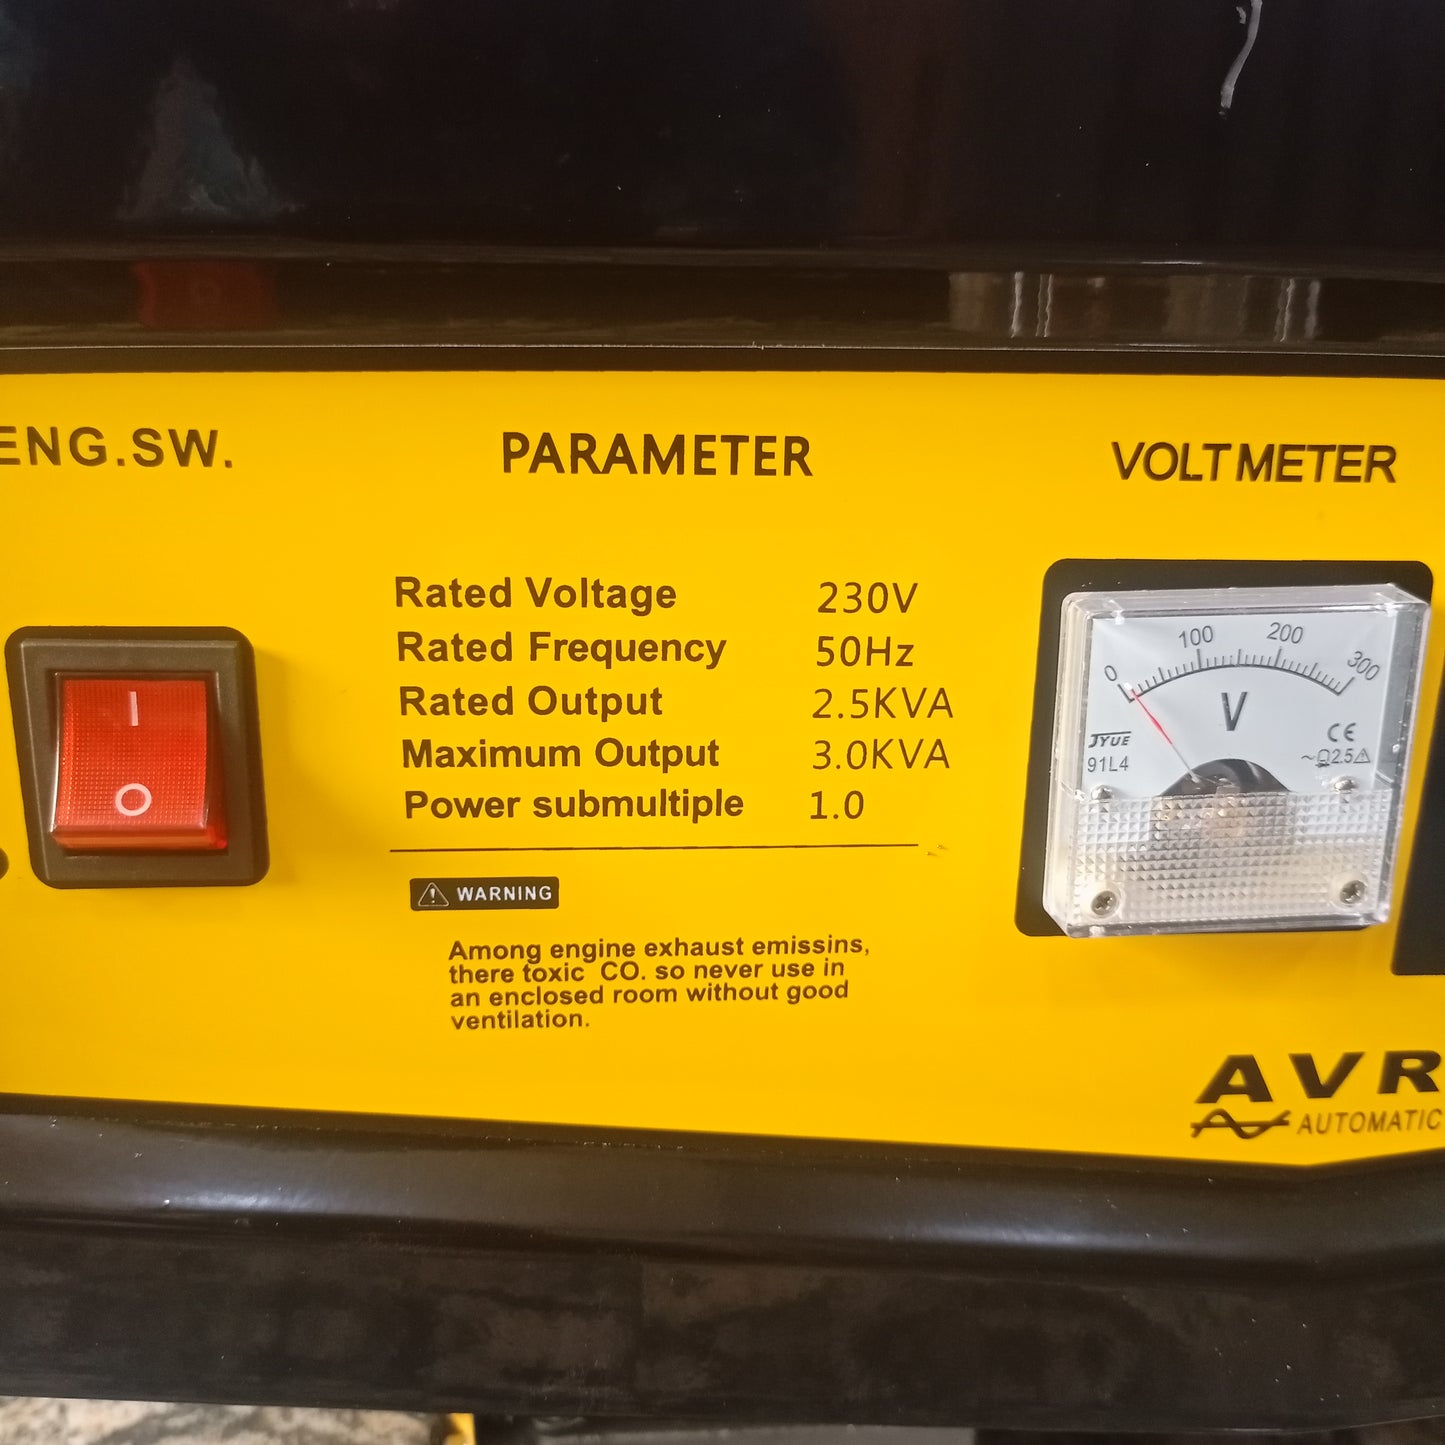 ENG.SW.
PARAMETER
VOLTMETER
Rated Voltage 230V
Rated Frequency 50Hz
Rated Output 2.5KVA
Maximum Output 3.0KVA
Power submultiple 1.0
WARNING
Among engine exhaust emissins,
there toxic CO. so never use in
an enclosed room without good
ventilation.
0 100 200 300
V
JYUE
91L4
CE
~ 2.5
AVR
AUTOMATIC